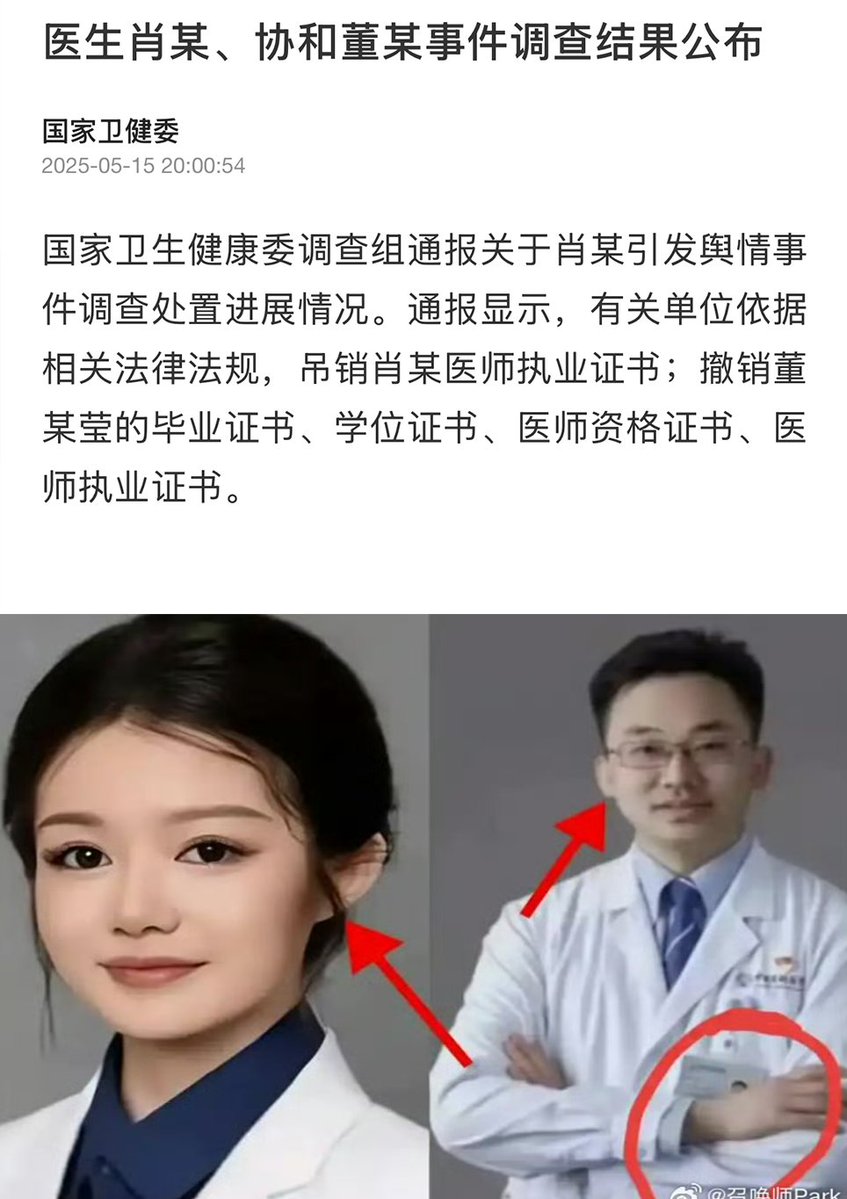 医生肖某、协和董某事件调查结果公布
国家卫健委
2025-05-15 20:00:54
国家卫生健康委调查组通报关于肖某引发舆情事
件调查处置进展情况。通报显示，有关单位依据
相关法律法规，吊销肖某医师执业证书；撤销董
某莹的毕业证书、学位证书、医师资格证书、医
师执业证书。
@召唤师Park